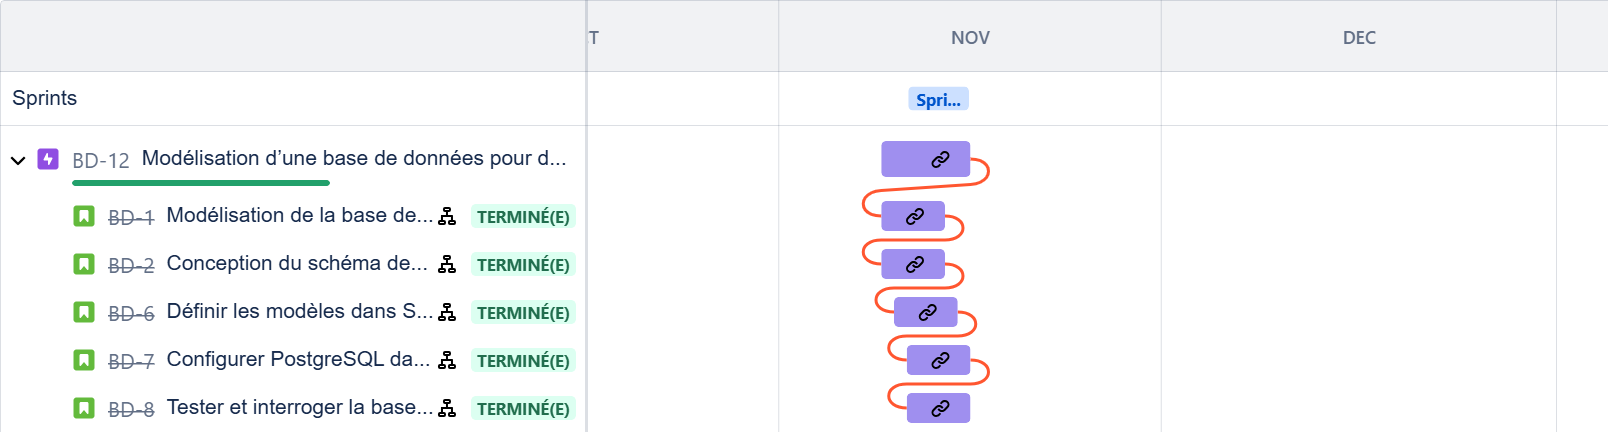 T NOV DEC
Sprints Spri...
BD-12 Modélisation d’une base de données pour d...
BD-1 Modélisation de la base de... TERMINÉ(E)
BD-2 Conception du schéma de... TERMINÉ(E)
BD-6 Définir les modèles dans S... TERMINÉ(E)
BD-7 Configurer PostgreSQL da... TERMINÉ(E)
BD-8 Tester et interroger la base... TERMINÉ(E)